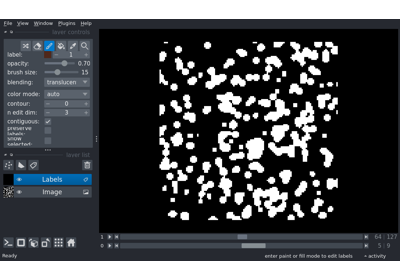 File View Window Plugins Help
layer controls
label: 1
opacity: 0.70
brush size: 15
blending: translucen
color mode: auto
contour: 0
n edit dim: 3
contiguous:
preserve labels:
show selected:
layer list
Labels
Image
1 64 127
0 5 9
Ready enter paint or fill mode to edit labels activity